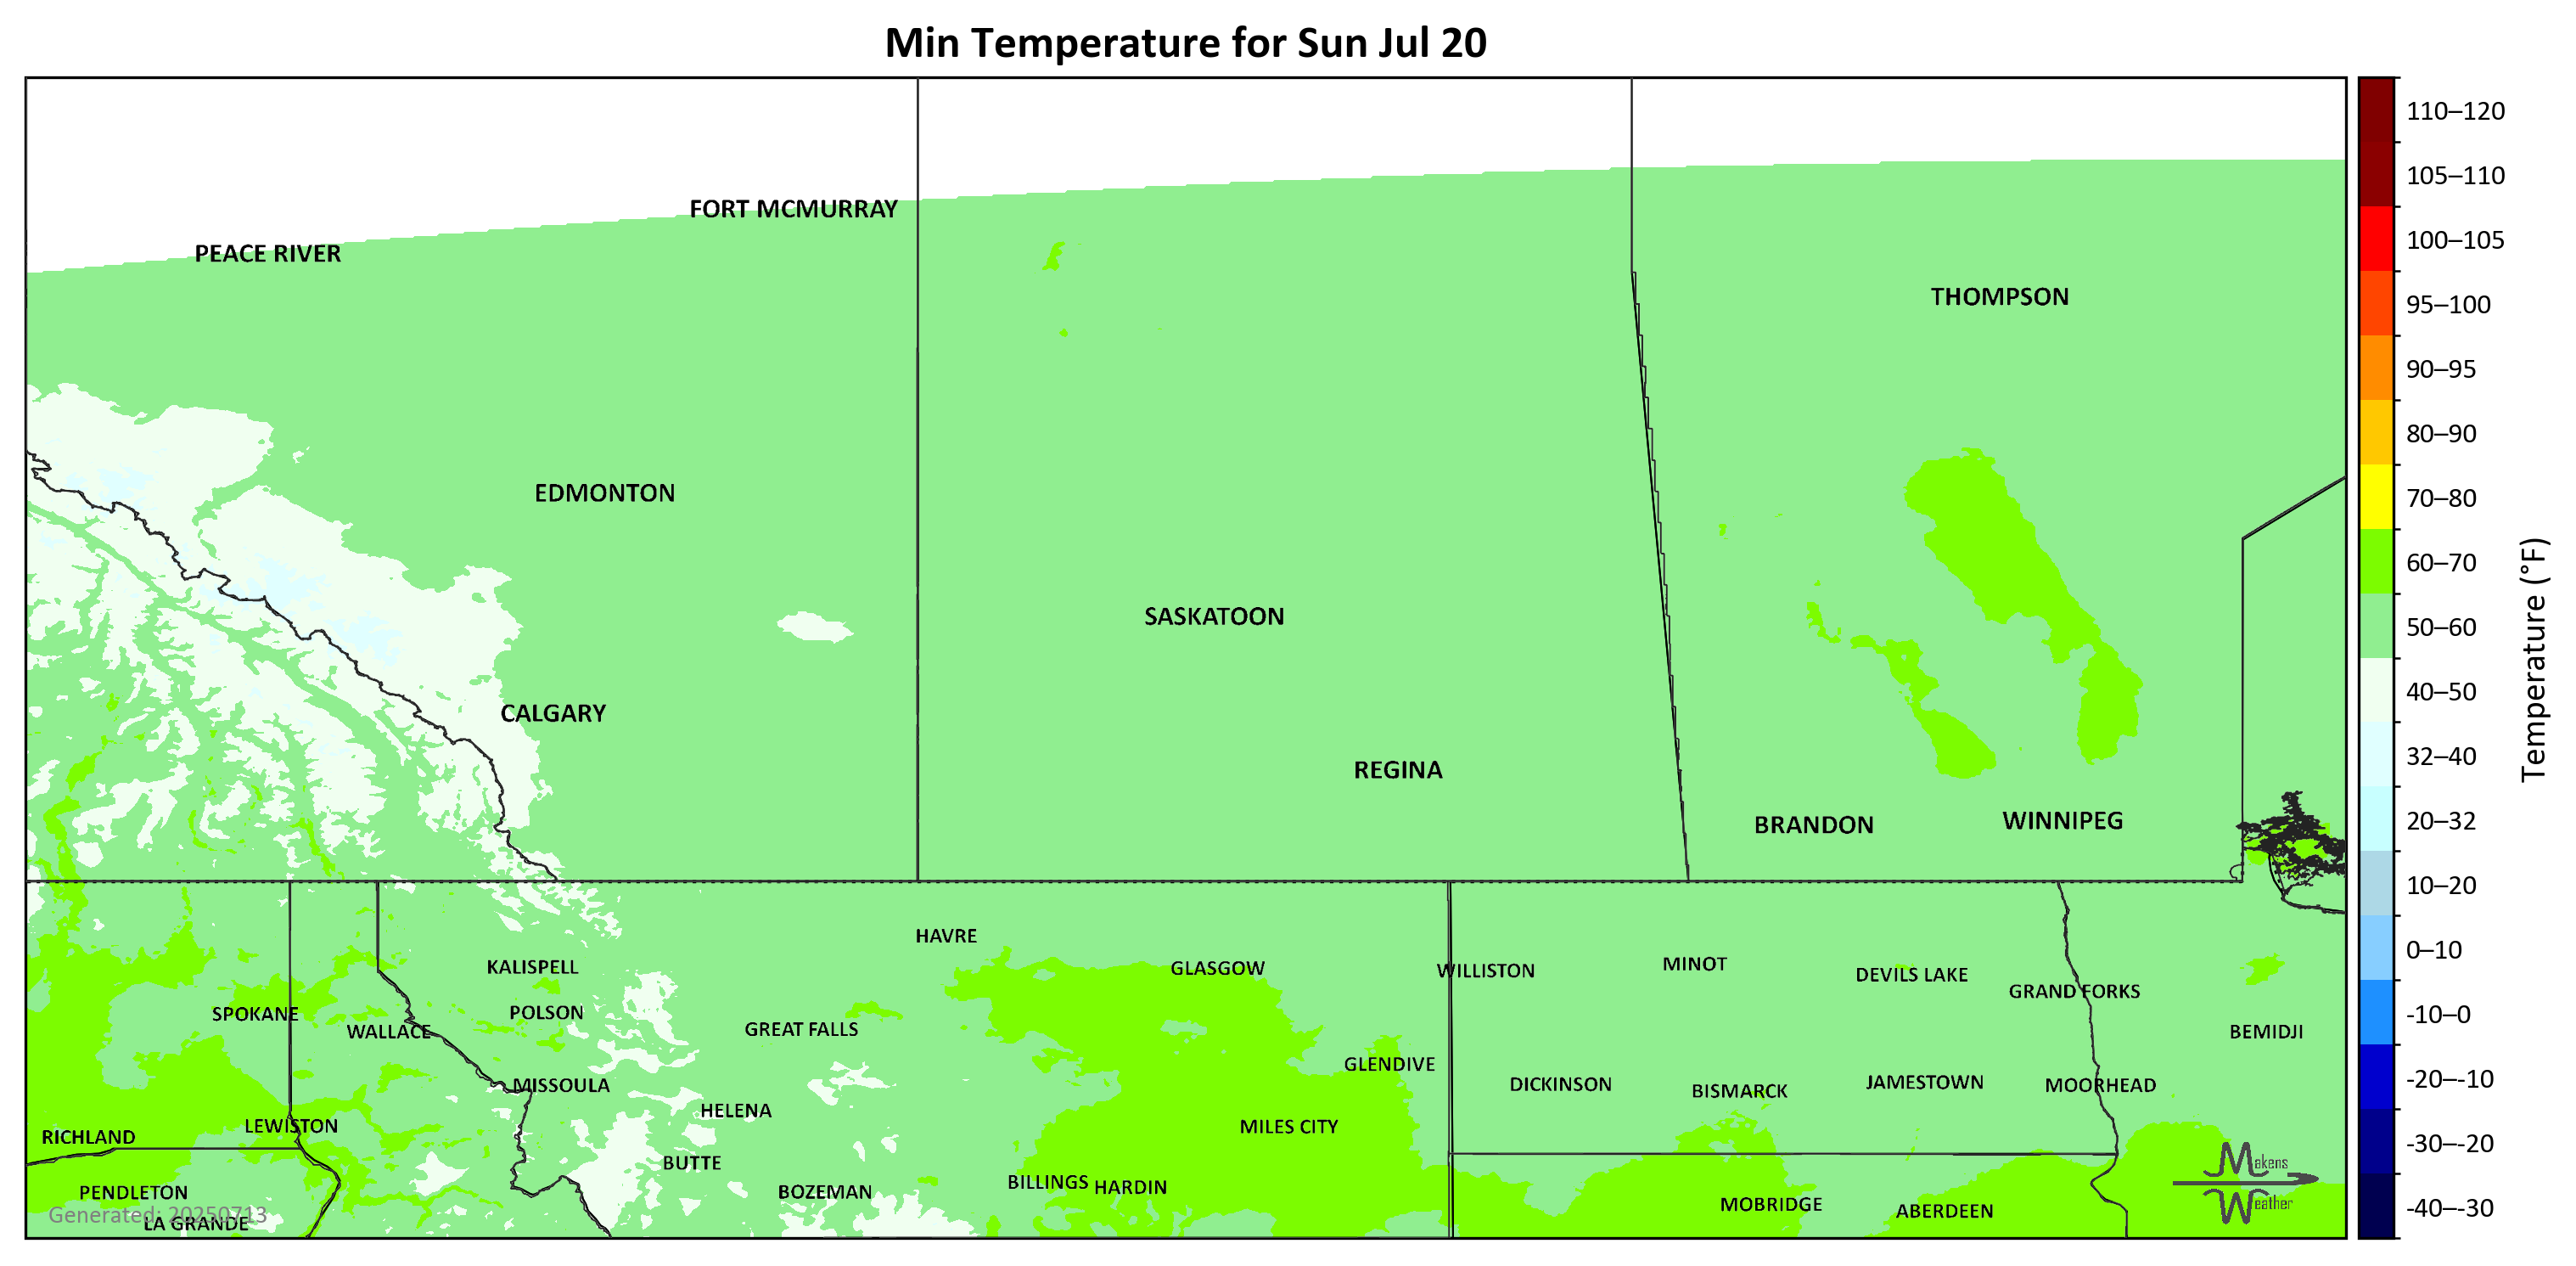 Min Temperature for Sun Jul 20
110–120
105–110
FORT MCMURRAY
100–105
PEACE RIVER
THOMPSON
95–100
90–95
80–90
EDMONTON
70–80
60–70
SASKATOON
50–60
Temperature (°F)
40–50
CALGARY
32–40
REGINA
20–32
BRANDON
WINNIPEG
10–20
HAVRE
0–10
KALISPELL
GLASGOW
WILLISTON
MINOT
DEVILS LAKE
GRAND FORKS
-10–0
SPOKANE
POLSON
WALLACE
GREAT FALLS
BEMIDJI
GLENDIVE
-20–-10
MISSOULA
DICKINSON
BISMARCK
JAMESTOWN
MOORHEAD
HELENA
LEWISTON
MILES CITY
RICHLAND
-30–-20
BUTTE
Makens
Weather
PENDLETON
BOZEMAN
BILLINGS
HARDIN
MOBRIDGE
ABERDEEN
-40–-30
Generated: 20250713
LA GRANDE